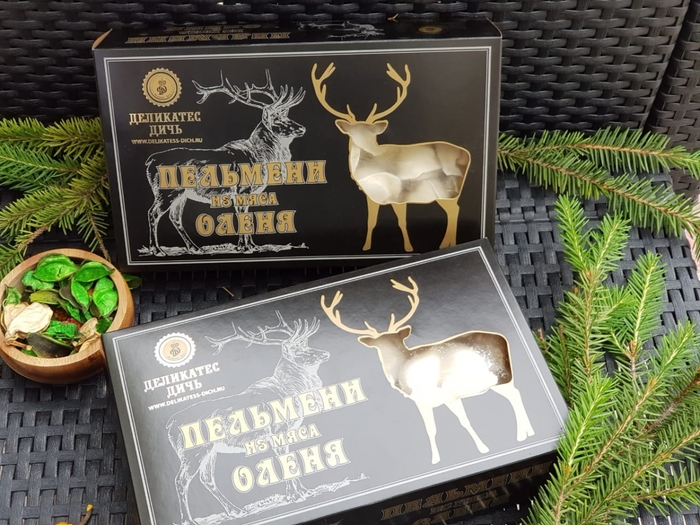 ДЕЛИКАТЕС
ДИЧЬ
WWW.DELIKATESS-DICH.RU
ПЕЛЬМЕНИ
ИЗ МЯСА
ОЛЕНЯ
ДЕЛИКАТЕС
ДИЧЬ
WWW.DELIKATESS-DICH.RU
ПЕЛЬМЕНИ
ИЗ МЯСА
ОЛЕНЯ
ПЕЛЬМЕНИ